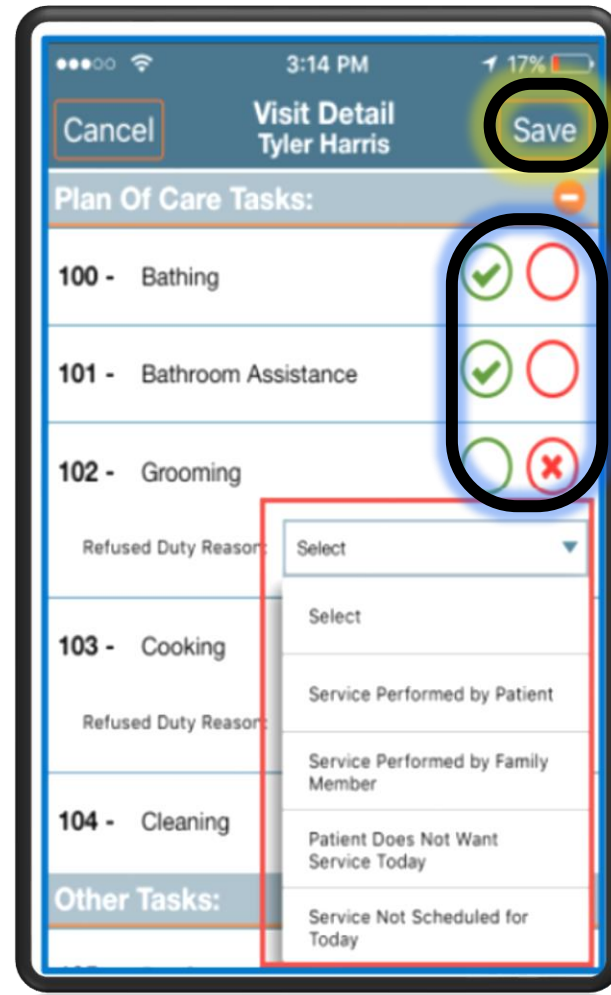 3:14 PM
17%
Cancel
Visit Detail
Tyler Harris
Save
Plan Of Care Tasks:
100 - Bathing
101 - Bathroom Assistance
102 - Grooming
Refused Duty Reason:
Select
Select
103 - Cooking
Service Performed by Patient
Refused Duty Reason:
Service Performed by Family
Member
104 - Cleaning
Patient Does Not Want
Service Today
Other Tasks:
Service Not Scheduled for
Today